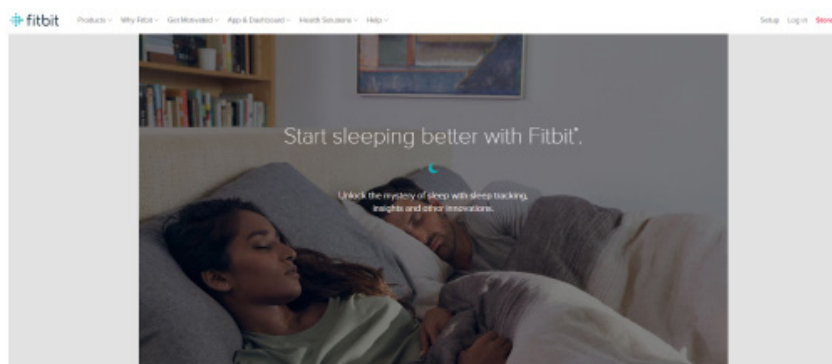 fitbit
Products Why Fitbit Get Motivated App & Dashboard Health Solutions Help Setup Log in Store
Start sleeping better with Fitbit*.
Unlock the mystery of sleep with sleep tracking,
insights and other innovations.